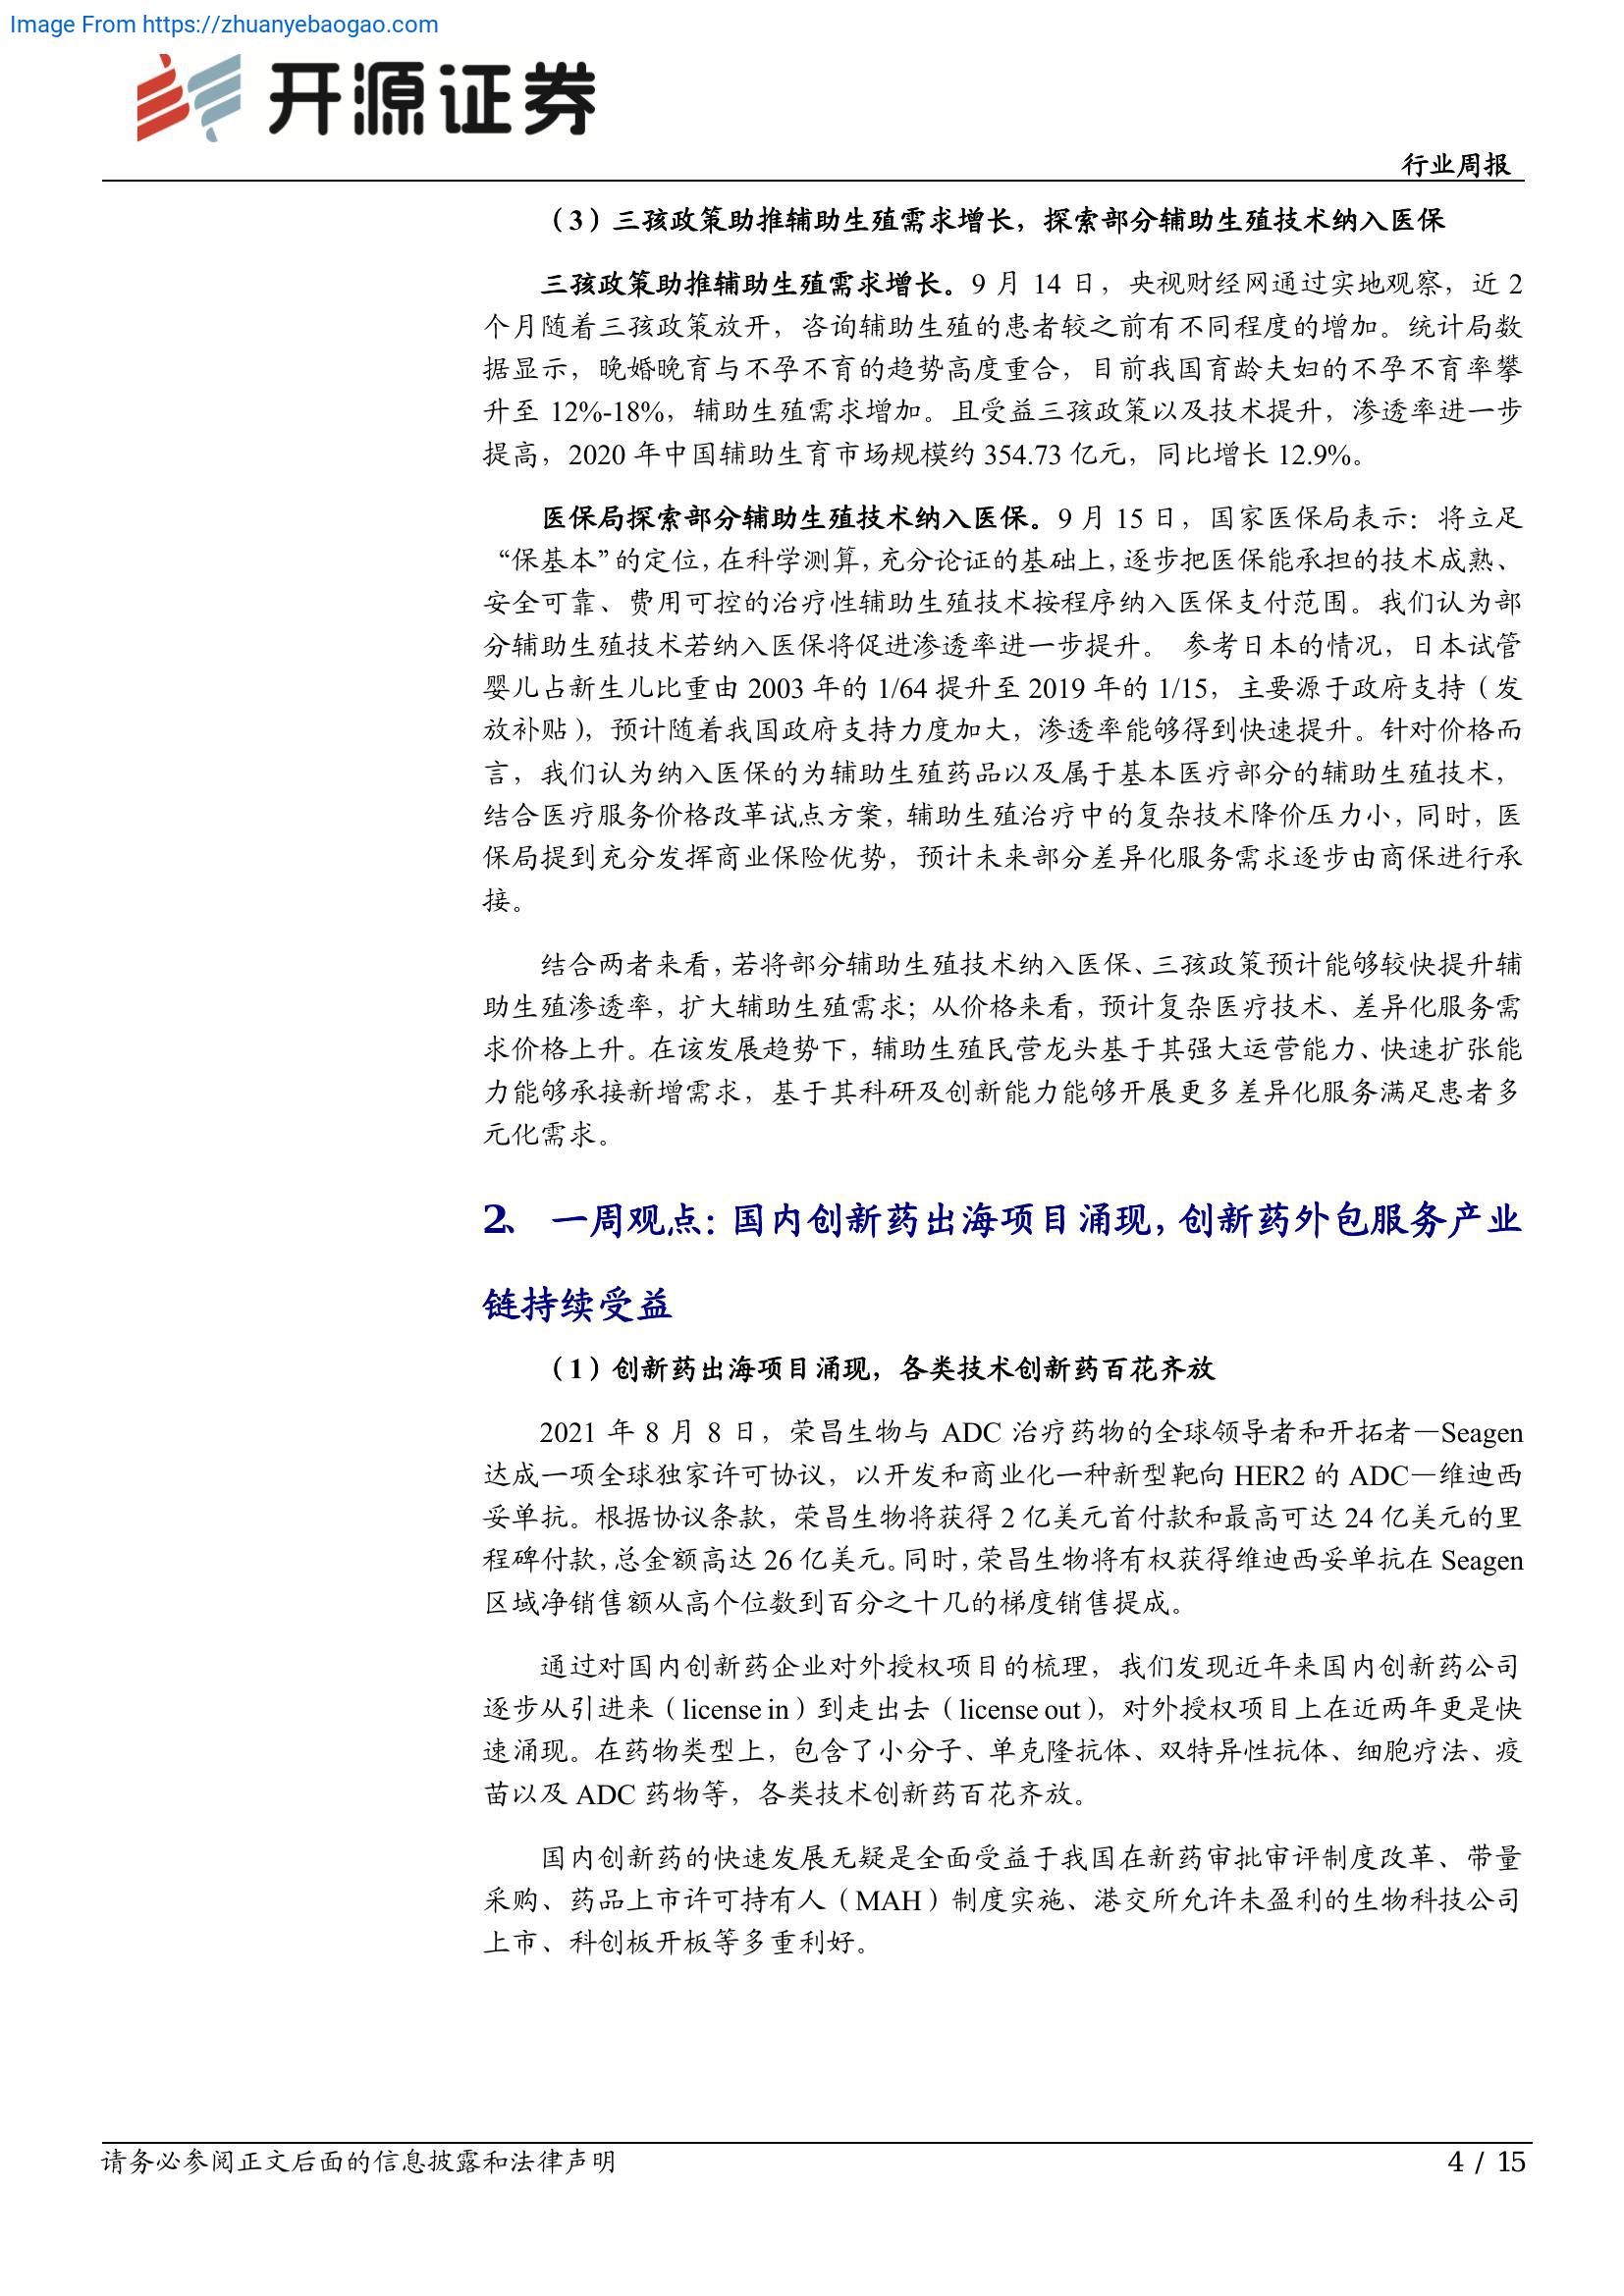 Image From https://zhuanyebaogao.com
开源证券
行业周报
（3）三孩政策助推辅助生殖需求增长，探索部分辅助生殖技术纳入医保
三孩政策助推辅助生殖需求增长。9 月 14 日，央视财经网通过实地观察，近 2
个月随着三孩政策放开，咨询辅助生殖的患者较之前有不同程度的增加。统计局数
据显示，晚婚晚育与不孕不育的趋势高度重合，目前我国育龄夫妇的不孕不育率攀
升至 12%-18%，辅助生殖需求增加。且受益三孩政策以及技术提升，渗透率进一步
提高，2020 年中国辅助生育市场规模约 354.73 亿元，同比增长 12.9%。
医保局探索部分辅助生殖技术纳入医保。9 月 15 日，国家医保局表示：将立足
“保基本”的定位，在科学测算，充分论证的基础上，逐步把医保能承担的技术成熟、
安全可靠、费用可控的治疗性辅助生殖技术按程序纳入医保支付范围。我们认为部
分辅助生殖技术若纳入医保将促进渗透率进一步提升。 参考日本的情况，日本试管
婴儿占新生儿比重由 2003 年的 1/64 提升至 2019 年的 1/15，主要源于政府支持（发
放补贴），预计随着我国政府支持力度加大，渗透率能够得到快速提升。针对价格而
言，我们认为纳入医保的为辅助生殖药品以及属于基本医疗部分的辅助生殖技术，
结合医疗服务价格改革试点方案，辅助生殖治疗中的复杂技术降价压力小，同时，医
保局提到充分发挥商业保险优势，预计未来部分差异化服务需求逐步由商保进行承
接。
结合两者来看，若将部分辅助生殖技术纳入医保、三孩政策预计能够较快提升辅
助生殖渗透率，扩大辅助生殖需求；从价格来看，预计复杂医疗技术、差异化服务需
求价格上升。在该发展趋势下，辅助生殖民营龙头基于其强大运营能力、快速扩张能
力能够承接新增需求，基于其科研及创新能力能够开展更多差异化服务满足患者多
元化需求。
2、 一周观点：国内创新药出海项目涌现，创新药外包服务产业
链持续受益
（1）创新药出海项目涌现，各类技术创新药百花齐放
2021 年 8 月 8 日，荣昌生物与 ADC 治疗药物的全球领导者和开拓者—Seagen
达成一项全球独家许可协议，以开发和商业化一种新型靶向 HER2 的 ADC—维迪西
妥单抗。根据协议条款，荣昌生物将获得 2 亿美元首付款和最高可达 24 亿美元的里
程碑付款，总金额高达 26 亿美元。同时，荣昌生物将有权获得维迪西妥单抗在 Seagen
区域净销售额从高个位数到百分之十几的梯度销售提成。
通过对国内创新药企业对外授权项目的梳理，我们发现近年来国内创新药公司
逐步从引进来（license in）到走出去（license out），对外授权项目上在近两年更是快
速涌现。在药物类型上，包含了小分子、单克隆抗体、双特异性抗体、细胞疗法、疫
苗以及 ADC 药物等，各类技术创新药百花齐放。
国内创新药的快速发展无疑是全面受益于我国在新药审批审评制度改革、带量
采购、药品上市许可持有人（MAH）制度实施、港交所允许未盈利的生物科技公司
上市、科创板开板等多重利好。
请务必参阅正文后面的信息披露和法律声明
4 / 15